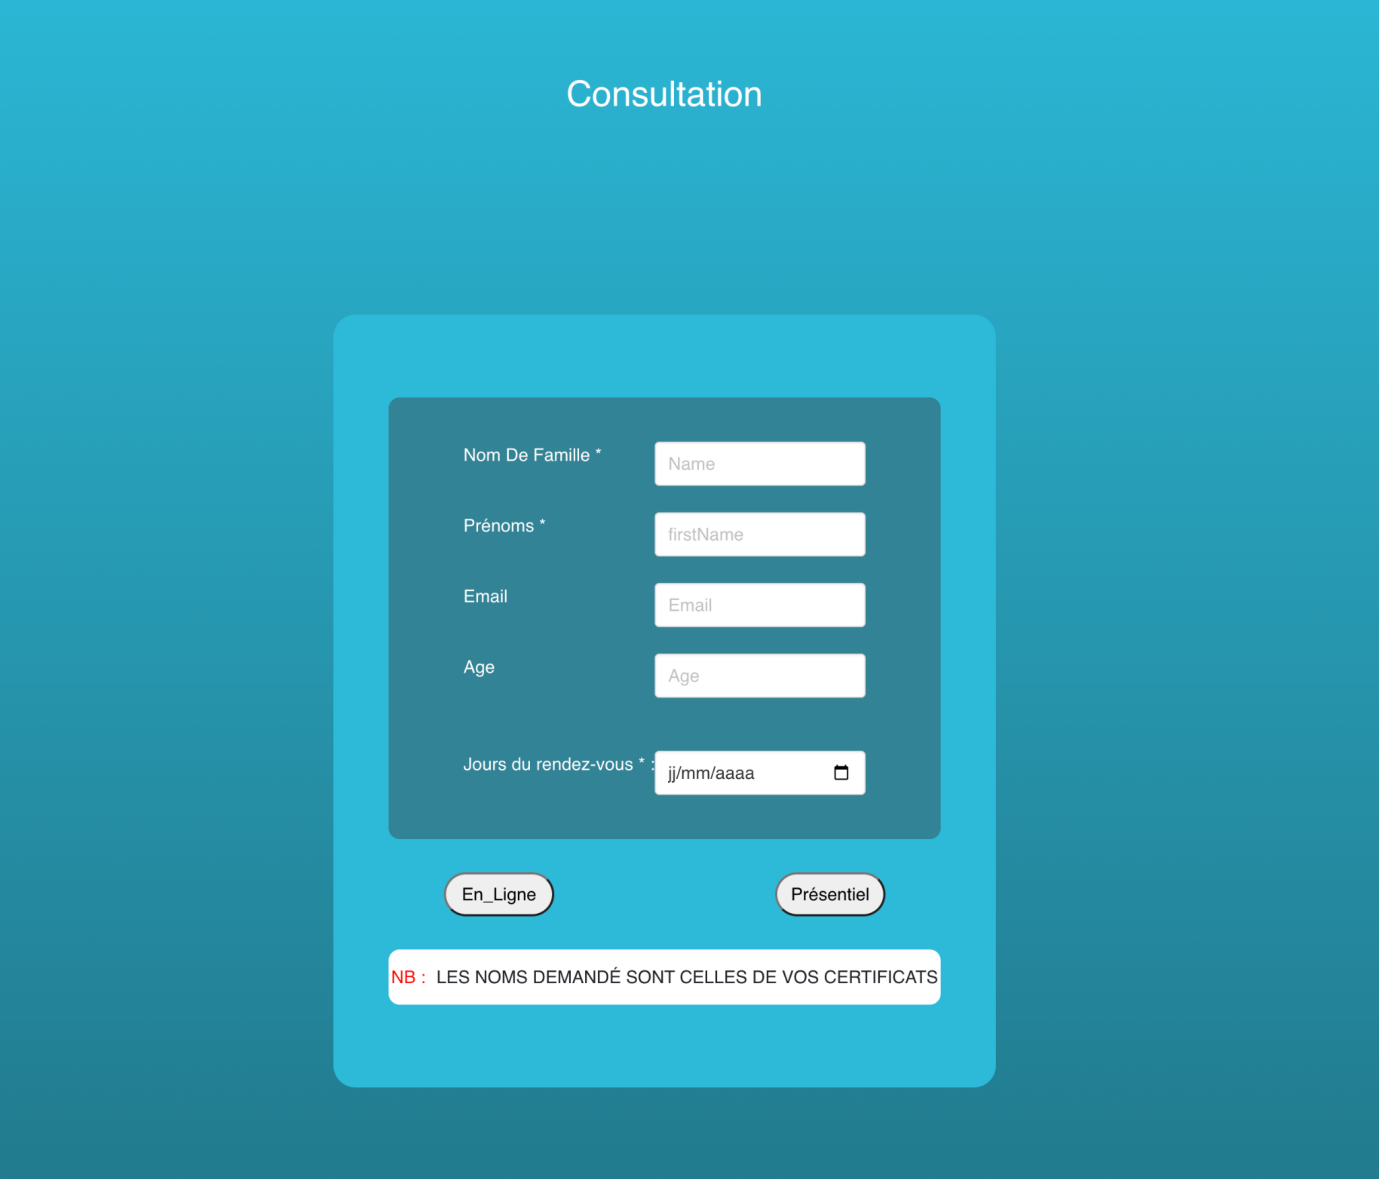 Consultation
Nom De Famille * Name
Prénoms * firstName
Email Email
Age Age
Jours du rendez-vous * : jj/mm/aaaa
En_Ligne Présentiel
NB : LES NOMS DEMANDÉ SONT CELLES DE VOS CERTIFICATS